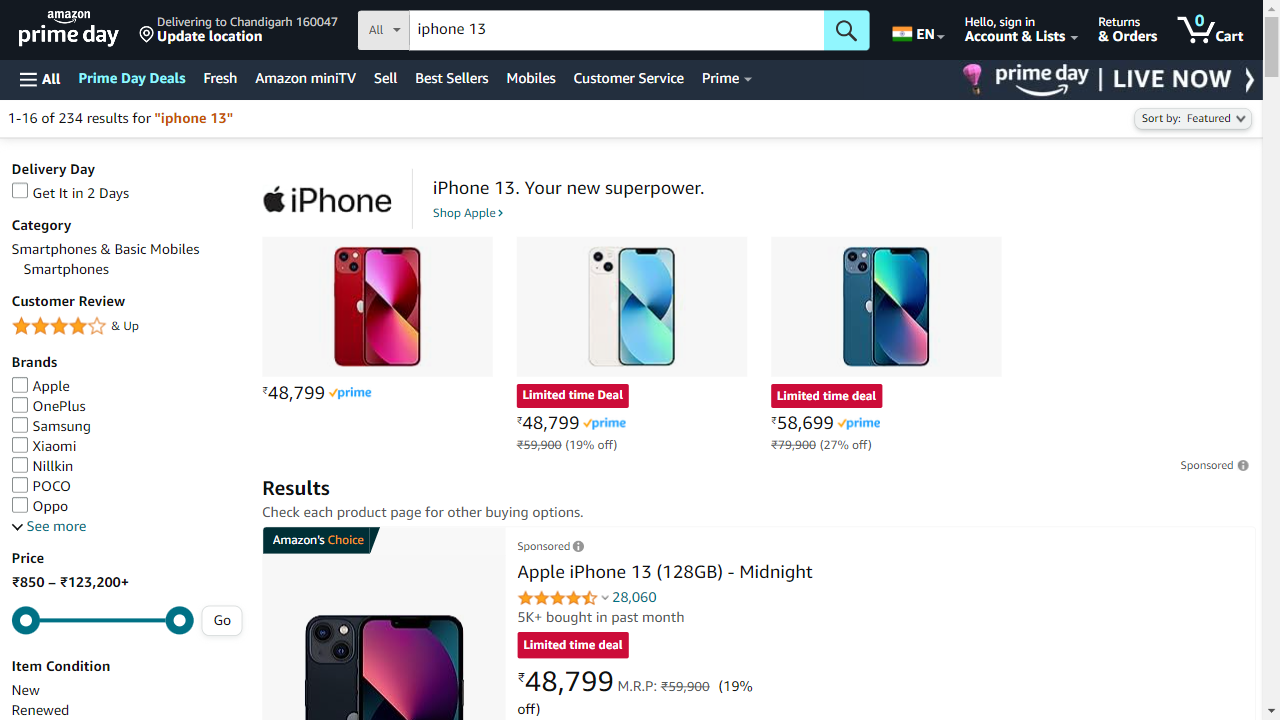 amazon
prime day
Delivering to Chandigarh 160047
Update location
All
iphone 13
EN
Hello, sign in
Account & Lists
Returns
& Orders
0
Cart
All
Prime Day Deals
Fresh
Amazon miniTV
Sell
Best Sellers
Mobiles
Customer Service
Prime
prime day | LIVE NOW
1-16 of 234 results for "iphone 13"
Sort by: Featured
Delivery Day
Get It in 2 Days
Category
Smartphones & Basic Mobiles
Smartphones
Customer Review
& Up
Brands
Apple
OnePlus
Samsung
Xiaomi
Nillkin
POCO
Oppo
See more
Price
₹850 – ₹123,200+
Go
Item Condition
New
Renewed
iPhone
iPhone 13. Your new superpower.
Shop Apple ›
₹48,799 prime
Limited time Deal
₹48,799 prime
₹59,900 (19% off)
Limited time deal
₹58,699 prime
₹79,900 (27% off)
Sponsored
Results
Check each product page for other buying options.
Amazon's Choice
Sponsored
Apple iPhone 13 (128GB) - Midnight
28,060
5K+ bought in past month
Limited time deal
₹48,799 M.R.P: ₹59,900 (19%
off)